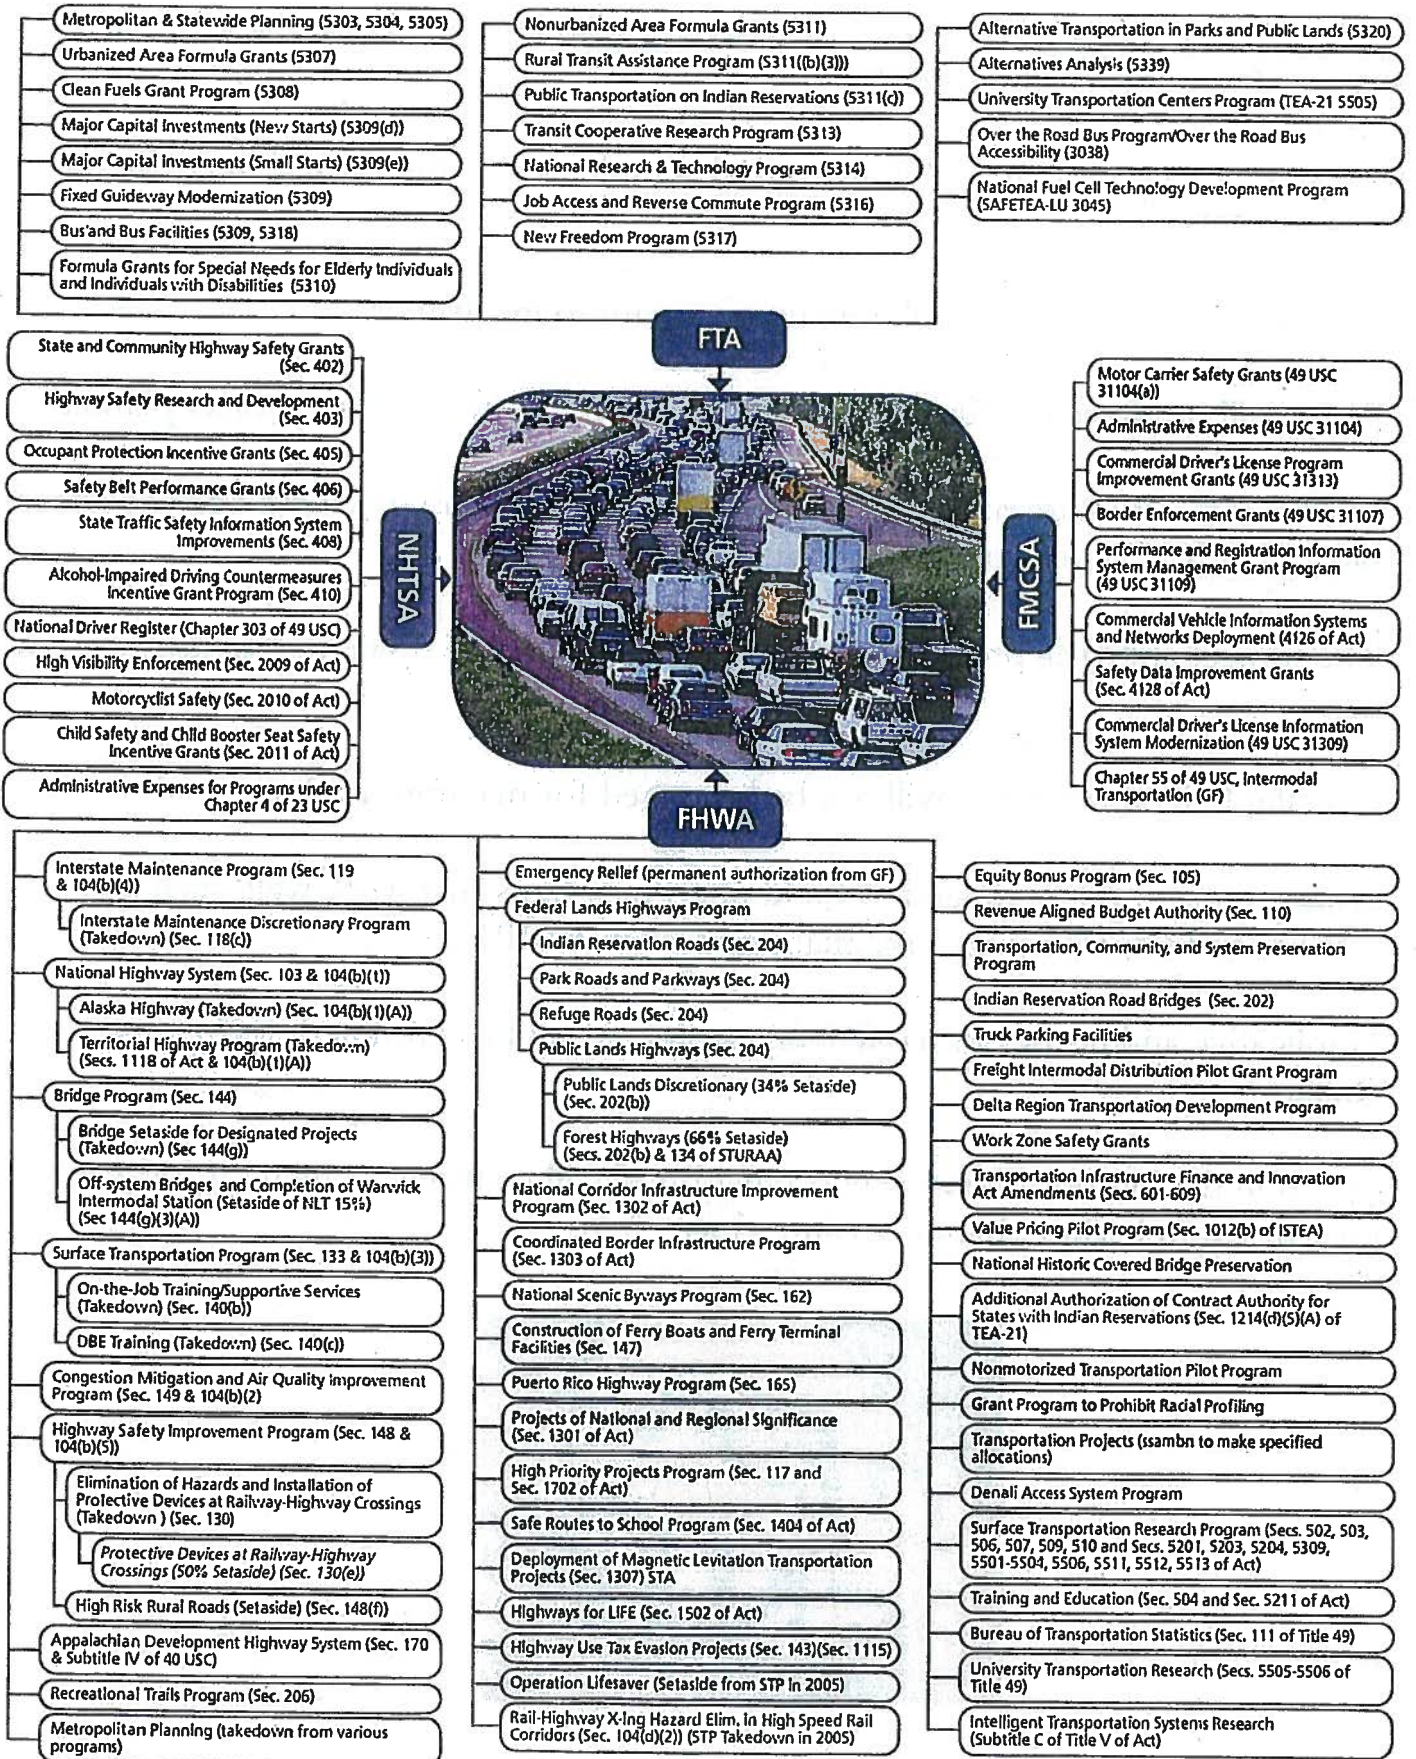 Metropolitan & Statewide Planning (5303, 5304, 5305)
Urbanized Area Formula Grants (5307)
Clean Fuels Grant Program (5308)
Major Capital Investments (New Starts) (5309(d))
Major Capital Investments (Small Starts) (5309(e))
Fixed Guideway Modernization (5309)
Bus and Bus Facilities (5309, 5318)
Formula Grants for Special Needs for Elderly Individuals
and Individuals with Disabilities (5310)
Nonurbanized Area Formula Grants (5311)
Rural Transit Assistance Program (5311((b)(3)))
Public Transportation on Indian Reservations (5311(c))
Transit Cooperative Research Program (5313)
National Research & Technology Program (5314)
Job Access and Reverse Commute Program (5316)
New Freedom Program (5317)
Alternative Transportation in Parks and Public Lands (5320)
Alternatives Analysis (5339)
University Transportation Centers Program (TEA-21 5505)
Over the Road Bus Program/Over the Road Bus
Accessibility (3038)
National Fuel Cell Technology Development Program
(SAFETEA-LU 3045)
FTA
State and Community Highway Safety Grants
(Sec. 402)
Highway Safety Research and Development
(Sec. 403)
Occupant Protection Incentive Grants (Sec. 405)
Safety Belt Performance Grants (Sec. 406)
State Traffic Safety Information System
Improvements (Sec. 408)
Alcohol-Impaired Driving Countermeasures
Incentive Grant Program (Sec. 410)
National Driver Register (Chapter 303 of 49 USC)
High Visibility Enforcement (Sec. 2009 of Act)
Motorcyclist Safety (Sec. 2010 of Act)
Child Safety and Child Booster Seat Safety
Incentive Grants (Sec. 2011 of Act)
Administrative Expenses for Programs under
Chapter 4 of 23 USC
NHTSA
FMCSA
Motor Carrier Safety Grants (49 USC
31104(a))
Administrative Expenses (49 USC 31104)
Commercial Driver's License Program
Improvement Grants (49 USC 31313)
Border Enforcement Grants (49 USC 31107)
Performance and Registration Information
System Management Grant Program
(49 USC 31109)
Commercial Vehicle Information Systems
and Networks Deployment (4126 of Act)
Safety Data Improvement Grants
(Sec. 4128 of Act)
Commercial Driver's License Information
System Modernization (49 USC 31309)
Chapter 55 of 49 USC, Intermodal
Transportation (GF)
FHWA
Interstate Maintenance Program (Sec. 119
& 104(b)(4))
Interstate Maintenance Discretionary Program
(Takedown) (Sec. 118(c))
National Highway System (Sec. 103 & 104(b)(1))
Alaska Highway (Takedown) (Sec. 104(b)(1)(A))
Territorial Highway Program (Takedown)
(Secs. 1118 of Act & 104(b)(1)(A))
Bridge Program (Sec. 144)
Bridge Setaside for Designated Projects
(Takedown) (Sec 144(g))
Off-system Bridges and Completion of Warwick
Intermodal Station (Setaside of NLT 15%)
(Sec 144(g)(3)(A))
Surface Transportation Program (Sec. 133 & 104(b)(3))
On-the-Job Training/Supportive Services
(Takedown) (Sec. 140(b))
DBE Training (Takedown) (Sec. 140(c))
Congestion Mitigation and Air Quality Improvement
Program (Sec. 149 & 104(b)(2)
Highway Safety Improvement Program (Sec. 148 &
104(b)(5))
Elimination of Hazards and Installation of
Protective Devices at Railway-Highway Crossings
(Takedown ) (Sec. 130)
Protective Devices at Railway-Highway
Crossings (50% Setaside) (Sec. 130(e))
High Risk Rural Roads (Setaside) (Sec. 148(f))
Appalachian Development Highway System (Sec. 170
& Subtitle IV of 40 USC)
Recreational Trails Program (Sec. 206)
Metropolitan Planning (takedown from various
programs)
Emergency Relief (permanent authorization from GF)
Federal Lands Highways Program
Indian Reservation Roads (Sec. 204)
Park Roads and Parkways (Sec. 204)
Refuge Roads (Sec. 204)
Public Lands Highways (Sec. 204)
Public Lands Discretionary (34% Setaside)
(Sec. 202(b))
Forest Highways (66% Setaside)
(Secs. 202(b) & 134 of STURAA)
National Corridor Infrastructure Improvement
Program (Sec. 1302 of Act)
Coordinated Border Infrastructure Program
(Sec. 1303 of Act)
National Scenic Byways Program (Sec. 162)
Construction of Ferry Boats and Ferry Terminal
Facilities (Sec. 147)
Puerto Rico Highway Program (Sec. 165)
Projects of National and Regional Significance
(Sec. 1301 of Act)
High Priority Projects Program (Sec. 117 and
Sec. 1702 of Act)
Safe Routes to School Program (Sec. 1404 of Act)
Deployment of Magnetic Levitation Transportation
Projects (Sec. 1307) STA
Highways for LIFE (Sec. 1502 of Act)
Highway Use Tax Evasion Projects (Sec. 143)(Sec. 1115)
Operation Lifesaver (Setaside from STP in 2005)
Rail-Highway X-ing Hazard Elim. in High Speed Rail
Corridors (Sec. 104(d)(2)) (STP Takedown in 2005)
Equity Bonus Program (Sec. 105)
Revenue Aligned Budget Authority (Sec. 110)
Transportation, Community, and System Preservation
Program
Indian Reservation Road Bridges (Sec. 202)
Truck Parking Facilities
Freight Intermodal Distribution Pilot Grant Program
Delta Region Transportation Development Program
Work Zone Safety Grants
Transportation Infrastructure Finance and Innovation
Act Amendments (Secs. 601-609)
Value Pricing Pilot Program (Sec. 1012(b) of ISTEA)
National Historic Covered Bridge Preservation
Additional Authorization of Contract Authority for
States with Indian Reservations (Sec. 1214(d)(5)(A) of
TEA-21)
Nonmotorized Transportation Pilot Program
Grant Program to Prohibit Racial Profiling
Transportation Projects (ssambn to make specified
allocations)
Denali Access System Program
Surface Transportation Research Program (Secs. 502, 503,
506, 507, 509, 510 and Secs. 5201, 5203, 5204, 5309,
5501-5504, 5506, 5511, 5512, 5513 of Act)
Training and Education (Sec. 504 and Sec. 5211 of Act)
Bureau of Transportation Statistics (Sec. 111 of Title 49)
University Transportation Research (Secs. 5505-5506 of
Title 49)
Intelligent Transportation Systems Research
(Subtitle C of Title V of Act)